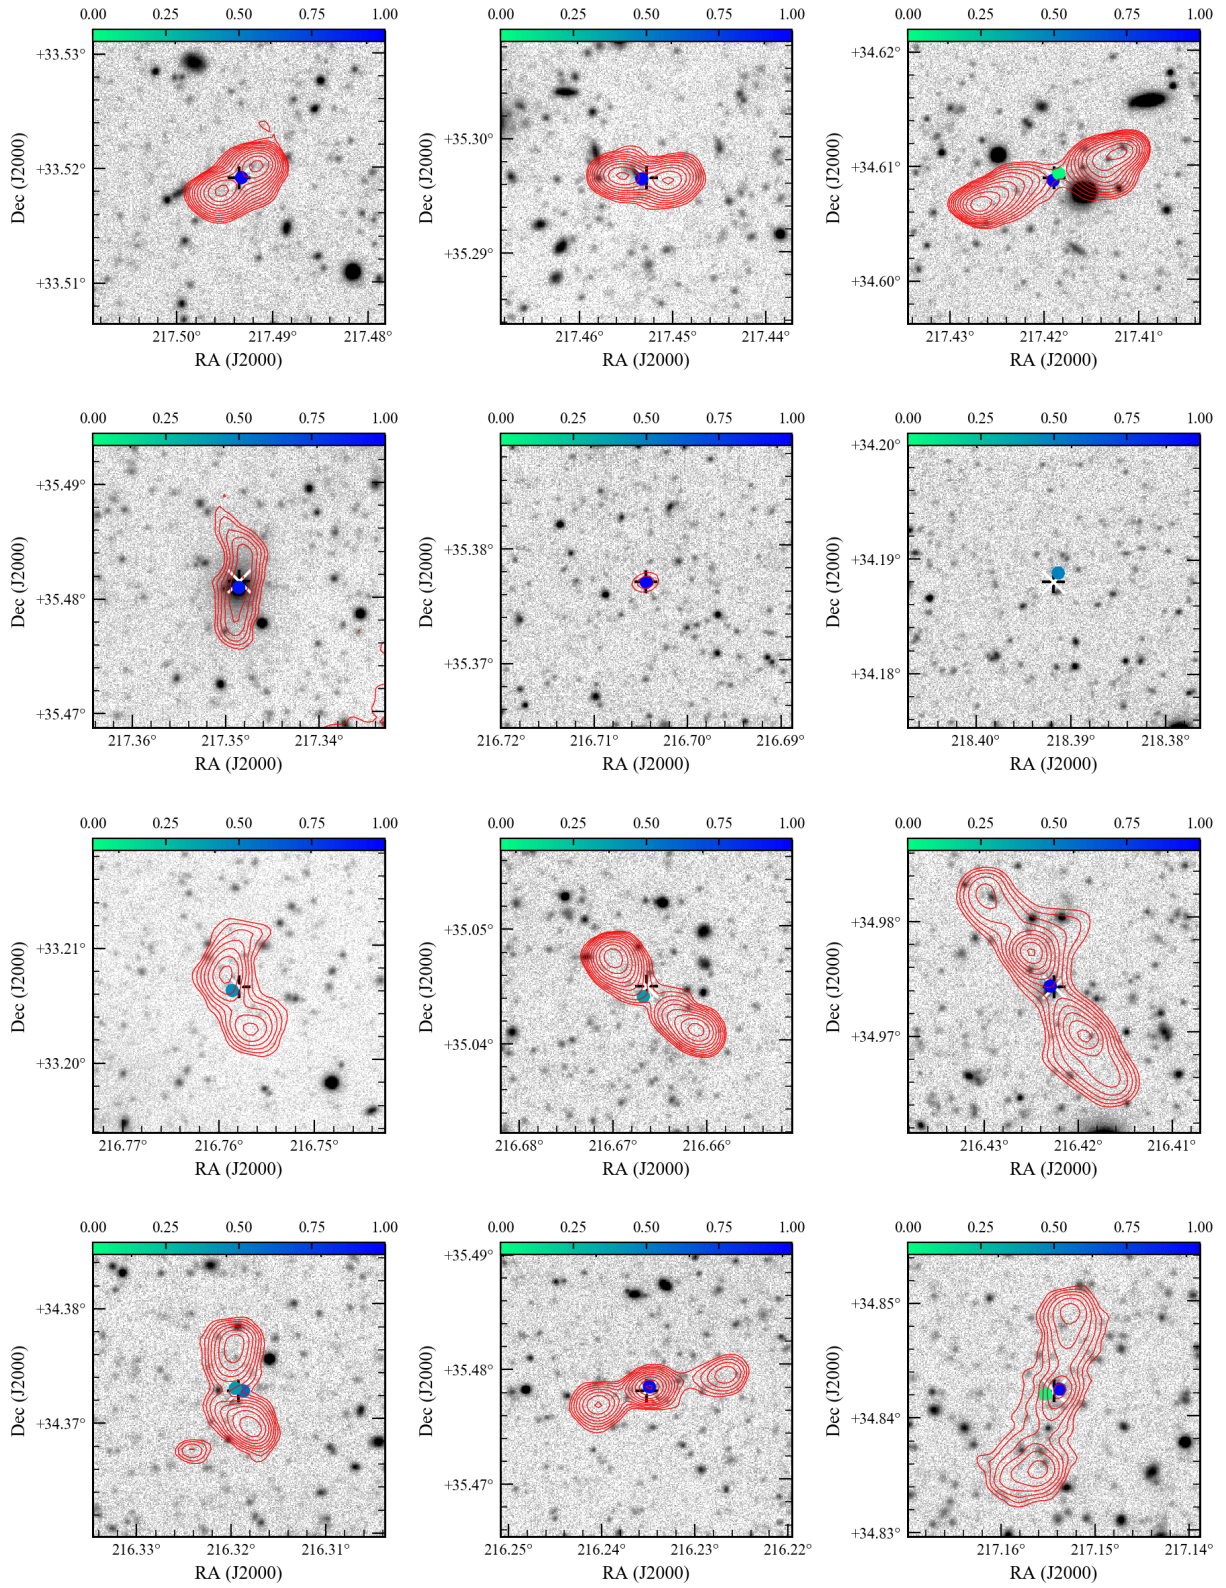 0.00 0.25 0.50 0.75 1.00 0.00 0.25 0.50 0.75 1.00 0.00 0.25 0.50 0.75 1.00
+33.53°
+33.52°
+33.51°
Dec (J2000)
217.50° 217.49° 217.48°
RA (J2000)
+35.30°
+35.29°
Dec (J2000)
217.46° 217.45° 217.44°
RA (J2000)
+34.62°
+34.61°
+34.60°
Dec (J2000)
217.43° 217.42° 217.41°
RA (J2000)
0.00 0.25 0.50 0.75 1.00 0.00 0.25 0.50 0.75 1.00 0.00 0.25 0.50 0.75 1.00
+35.49°
+35.48°
+35.47°
Dec (J2000)
217.36° 217.35° 217.34°
RA (J2000)
+35.38°
+35.37°
Dec (J2000)
216.72° 216.71° 216.70° 216.69°
RA (J2000)
+34.20°
+34.19°
+34.18°
Dec (J2000)
218.40° 218.39° 218.38°
RA (J2000)
0.00 0.25 0.50 0.75 1.00 0.00 0.25 0.50 0.75 1.00 0.00 0.25 0.50 0.75 1.00
+33.21°
+33.20°
Dec (J2000)
216.77° 216.76° 216.75°
RA (J2000)
+35.05°
+35.04°
Dec (J2000)
216.68° 216.67° 216.66°
RA (J2000)
+34.98°
+34.97°
Dec (J2000)
216.43° 216.42° 216.41°
RA (J2000)
0.00 0.25 0.50 0.75 1.00 0.00 0.25 0.50 0.75 1.00 0.00 0.25 0.50 0.75 1.00
+34.38°
+34.37°
Dec (J2000)
216.33° 216.32° 216.31°
RA (J2000)
+35.49°
+35.48°
+35.47°
Dec (J2000)
216.25° 216.24° 216.23° 216.22°
RA (J2000)
+34.85°
+34.84°
+34.83°
Dec (J2000)
217.16° 217.15° 217.14°
RA (J2000)